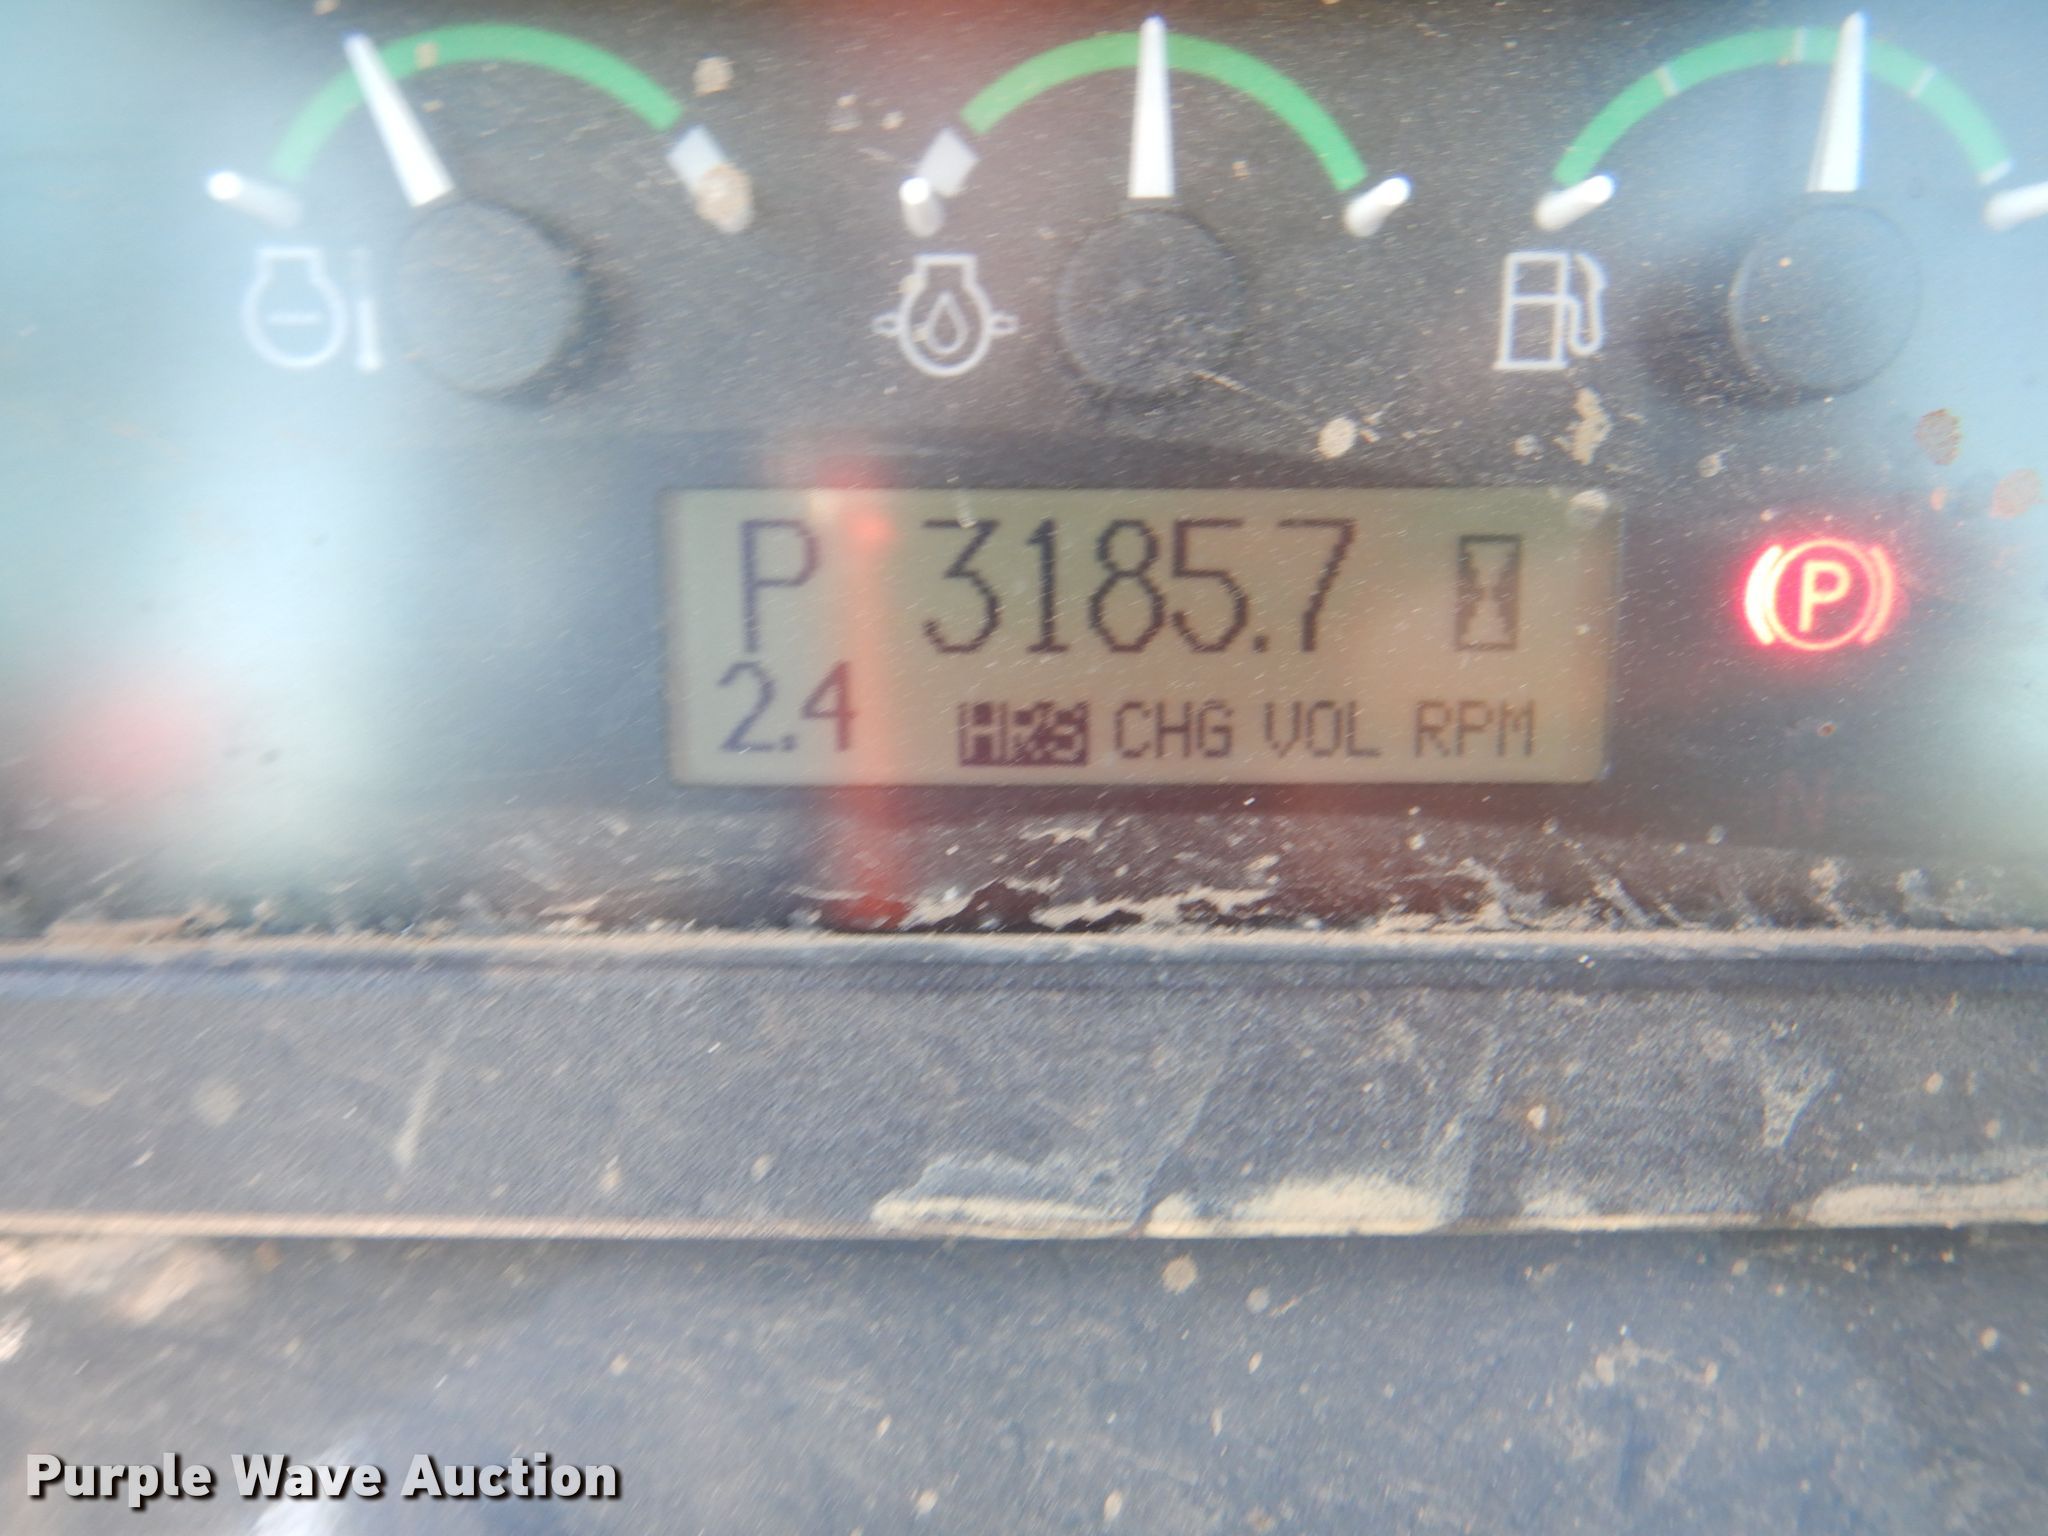 P 3185.7
2.4 HRS CHG VOL RPM
P
Purple Wave Auction